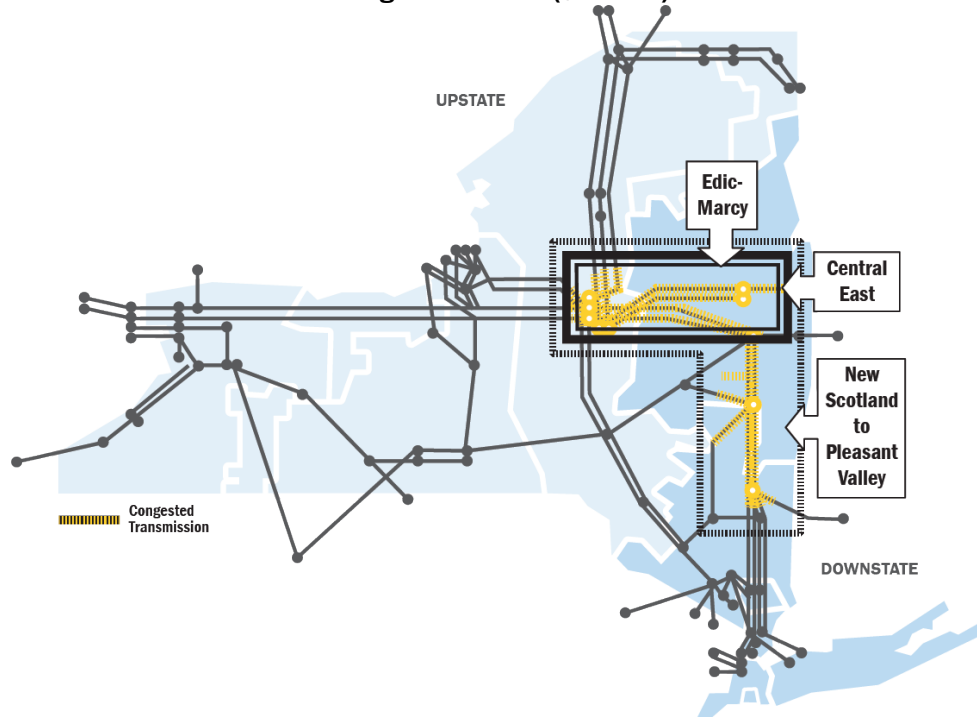 UPSTATE
Edic-
Marcy
Central
East
New
Scotland
to
Pleasant
Valley
Congested
Transmission
DOWNSTATE